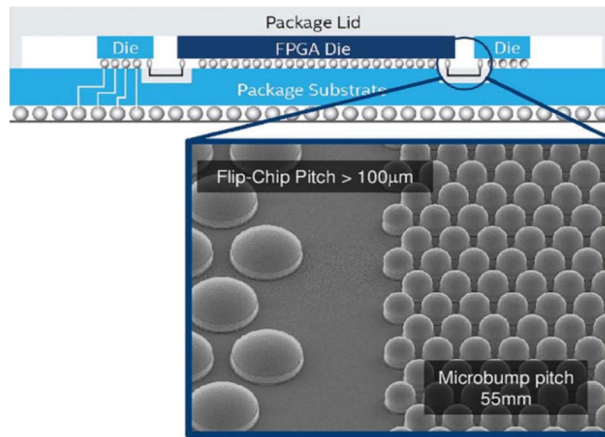 Package Lid
Die
FPGA Die
Die
Package Substrate
Flip-Chip Pitch > 100μm
Microbump pitch
55mm